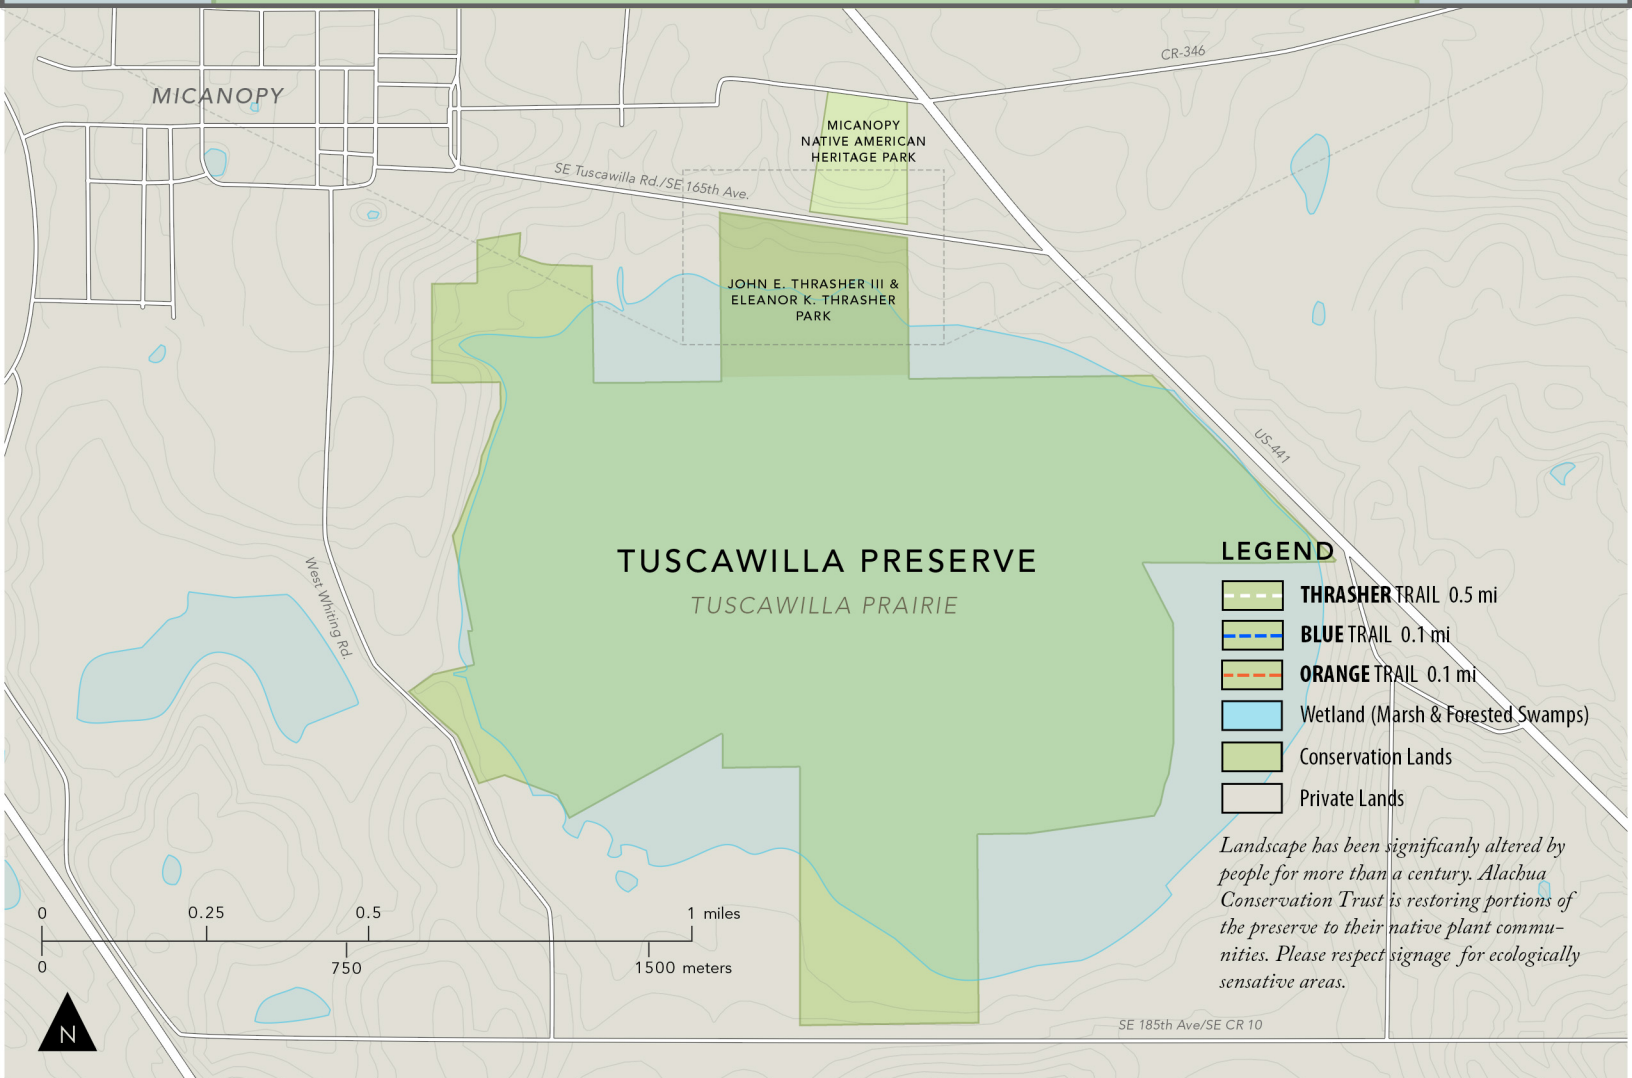 CR-346
MICANOPY
MICANOPY
NATIVE AMERICAN
HERITAGE PARK
SE Tuscawilla Rd./SE 165th Ave.
JOHN E. THRASHER III &
ELEANOR K. THRASHER
PARK
US-441
TUSCAWILLA PRESERVE
TUSCAWILLA PRAIRIE
West Whiting Rd.
LEGEND
THRASHER TRAIL 0.5 mi
BLUE TRAIL 0.1 mi
ORANGE TRAIL 0.1 mi
Wetland (Marsh & Forested Swamps)
Conservation Lands
Private Lands
Landscape has been significanly altered by
people for more than a century. Alachua
Conservation Trust is restoring portions of
the preserve to their native plant commu-
nities. Please respect signage for ecologically
sensative areas.
0 0.25 0.5 1 miles
0 750 1500 meters
N
SE 185th Ave/SE CR 10